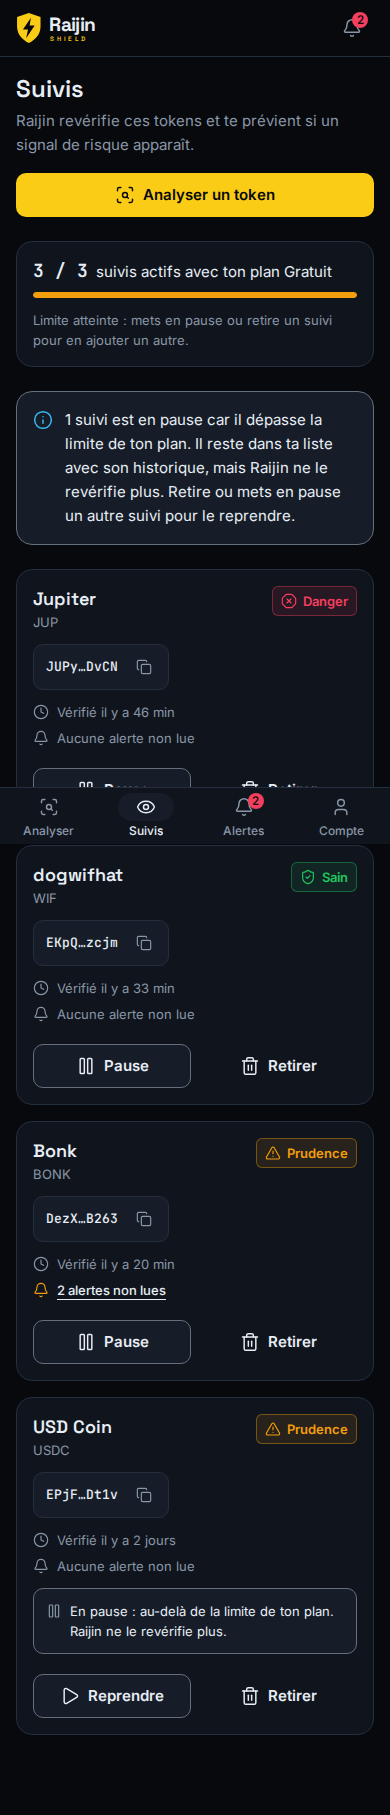 Raijin
SHIELD
2
Suivis
Raijin revérifie ces tokens et te prévient si un
signal de risque apparaît.
Analyser un token
3 / 3 suivis actifs avec ton plan Gratuit
Limite atteinte : mets en pause ou retire un suivi
pour en ajouter un autre.
1 suivi est en pause car il dépasse la
limite de ton plan. Il reste dans ta liste
avec son historique, mais Raijin ne le
revérifie plus. Retire ou mets en pause
un autre suivi pour le reprendre.
Jupiter
Danger
JUP
JUPy…DvCN
Vérifié il y a 46 min
Aucune alerte non lue
2
Analyser Suivis Alertes Compte
dogwifhat
Sain
WIF
EKpQ…zcjm
Vérifié il y a 33 min
Aucune alerte non lue
Pause Retirer
Bonk
Prudence
BONK
DezX…B263
Vérifié il y a 20 min
2 alertes non lues
Pause Retirer
USD Coin
Prudence
USDC
EPjF…Dt1v
Vérifié il y a 2 jours
Aucune alerte non lue
En pause : au-delà de la limite de ton plan.
Raijin ne le revérifie plus.
Reprendre Retirer